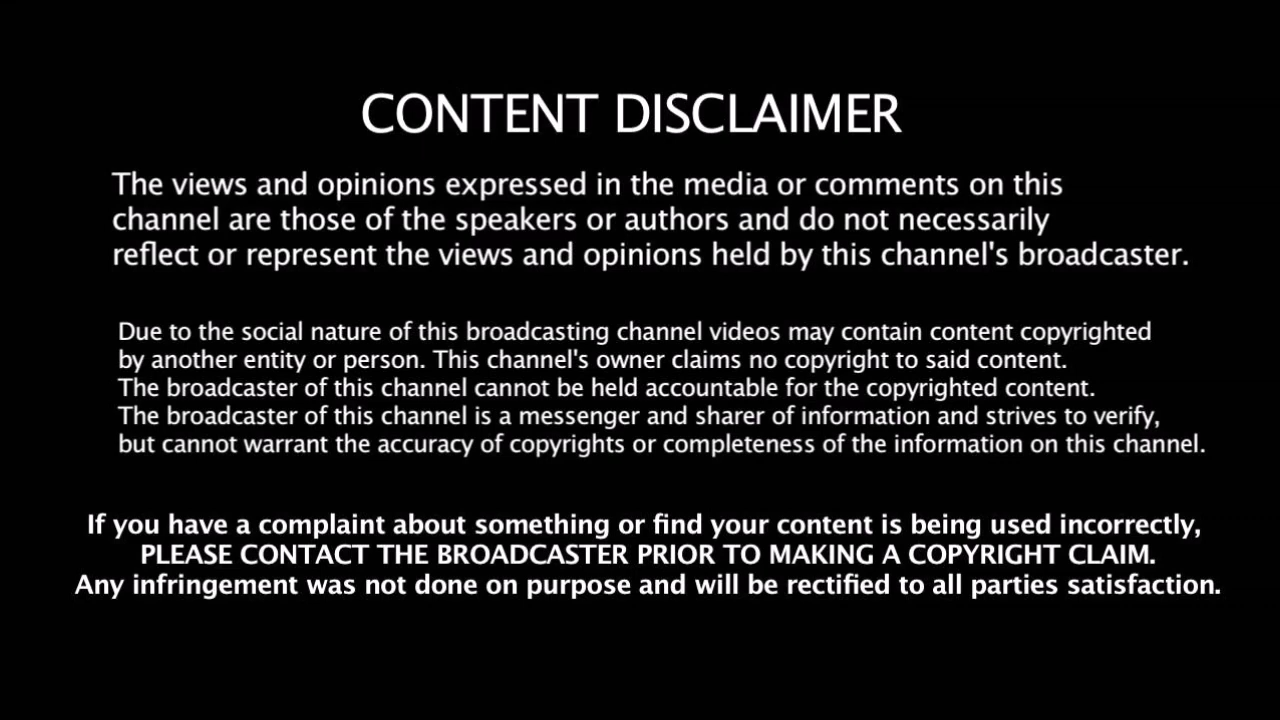 CONTENT DISCLAIMER
The views and opinions expressed in the media or comments on this
channel are those of the speakers or authors and do not necessarily
reflect or represent the views and opinions held by this channel's broadcaster.
Due to the social nature of this broadcasting channel videos may contain content copyrighted
by another entity or person. This channel's owner claims no copyright to said content.
The broadcaster of this channel cannot be held accountable for the copyrighted content.
The broadcaster of this channel is a messenger and sharer of information and strives to verify,
but cannot warrant the accuracy of copyrights or completeness of the information on this channel.
If you have a complaint about something or find your content is being used incorrectly,
PLEASE CONTACT THE BROADCASTER PRIOR TO MAKING A COPYRIGHT CLAIM.
Any infringement was not done on purpose and will be rectified to all parties satisfaction.